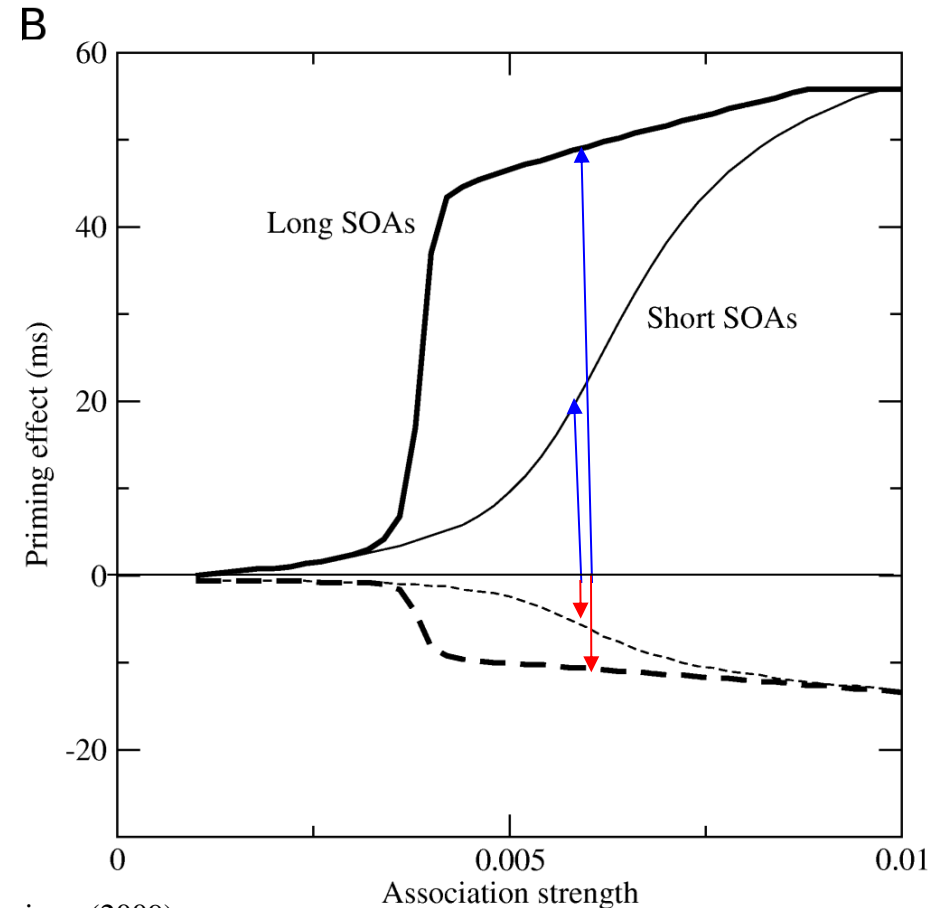 B
60
40
20
0
-20
Priming effect (ms)
Long SOAs
Short SOAs
0
0.005
0.01
Association strength
(2009)